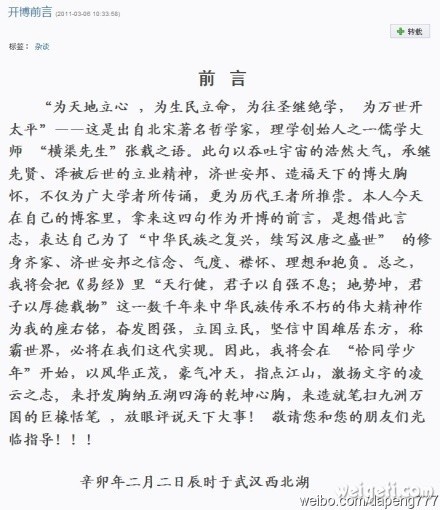 开博前言 (2011-03-06 10:33:58)
转载
标签： 杂谈
前 言
“为天地立心 ，为生民立命，为往圣继绝学， 为万世开
太平”——这是出自北宋著名哲学家，理学创始人之一儒学大
师 “横渠先生”张载之语。此句以吞吐宇宙的浩然大气，承继
先贤、泽被后世的立业精神，济世安邦、造福天下的博大胸
怀，不仅为广大学者所传诵，更为历代王者所推崇。本人今天
在自己的博客里，拿来这四句作为开博的前言，是想借此言
志，表达自己为了“中华民族之复兴，续写汉唐之盛世” 的修
身齐家、济世安邦之信念、气度、襟怀、理想和抱负。总之，
我将会把《易经》里“天行健，君子以自强不息；地势坤，君
子以厚德载物”这一数千年来中华民族传承不朽的伟大精神作
为我的座右铭，奋发图强，立国立民，坚信中国雄居东方，称
霸世界，必将在我们这代实现。因此，我将会在 “恰同学少
年”开始，以风华正茂，豪气冲天，指点江山，激扬文字的凌
云之志，来抒发胸纳五湖四海的乾坤心胸，来造就笔扫九洲万
国的巨椽恬笔 ，放眼评说天下大事！ 敬请您和您的朋友们光
临指导！！！
辛卯年二月二日辰时于武汉西北湖
weigeti.com
weibo.com/dapeng777